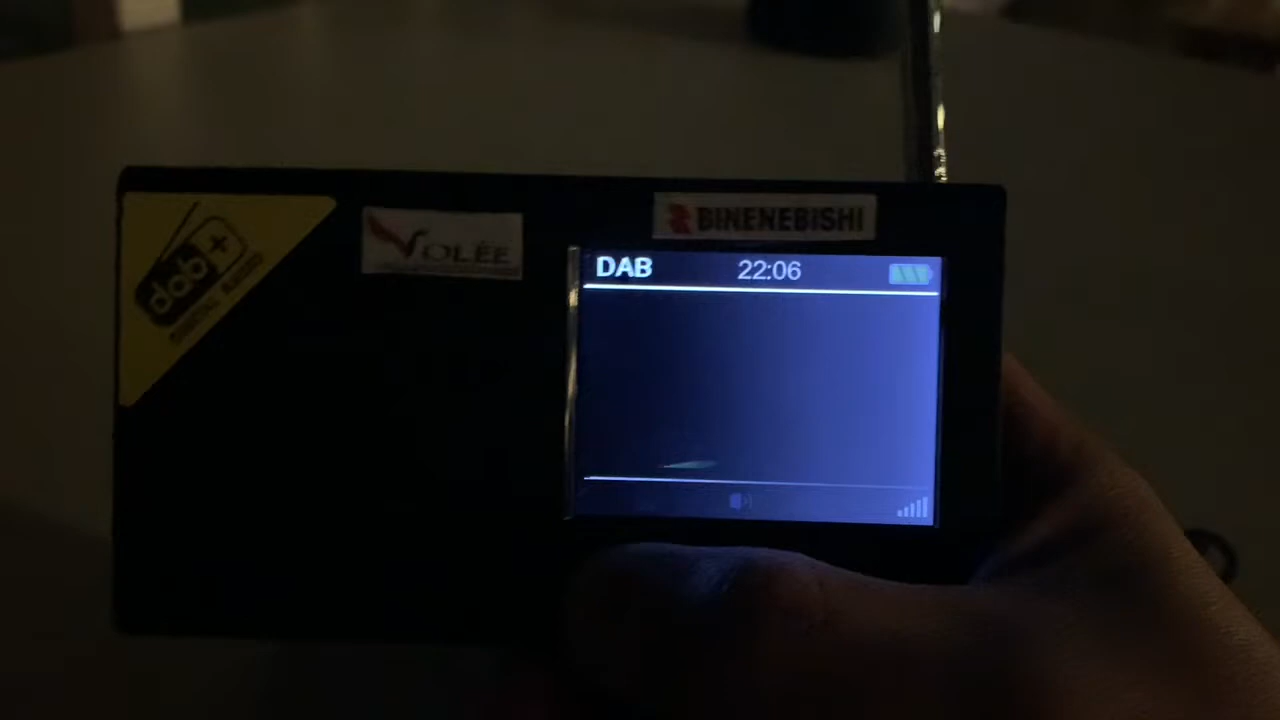 dab+
DIGITAL RADIO
VOLÉE
BINENEBISHI
DAB 22:06